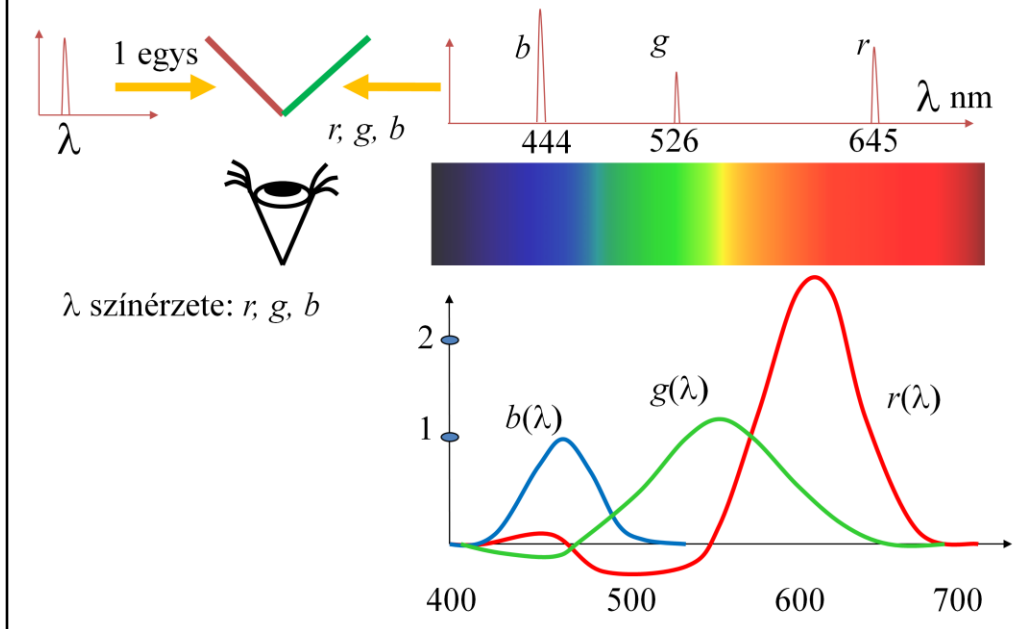 1 egys
λ
r, g, b
b
g
r
λ nm
444
526
645
λ színérzete: r, g, b
2
1
b(λ)
g(λ)
r(λ)
400 500 600 700